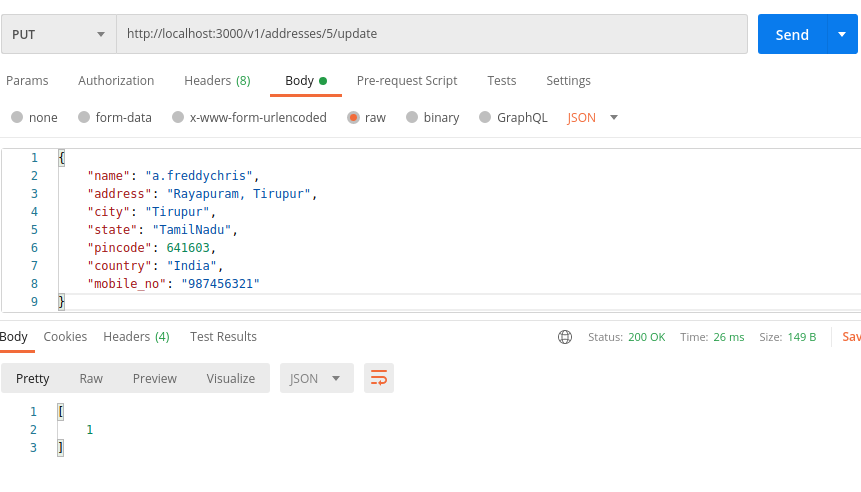 PUT http://localhost:3000/v1/addresses/5/update Send
Params Authorization Headers (8) Body Pre-request Script Tests Settings
none form-data x-www-form-urlencoded raw binary GraphQL JSON
1 {
2 "name": "a.freddychris",
3 "address": "Rayapuram, Tirupur",
4 "city": "Tirupur",
5 "state": "TamilNadu",
6 "pincode": 641603,
7 "country": "India",
8 "mobile_no": "987456321"
9 }
Body Cookies Headers (4) Test Results Status: 200 OK Time: 26 ms Size: 149 B Sav
Pretty Raw Preview Visualize JSON
1 [
2 1
3 ]